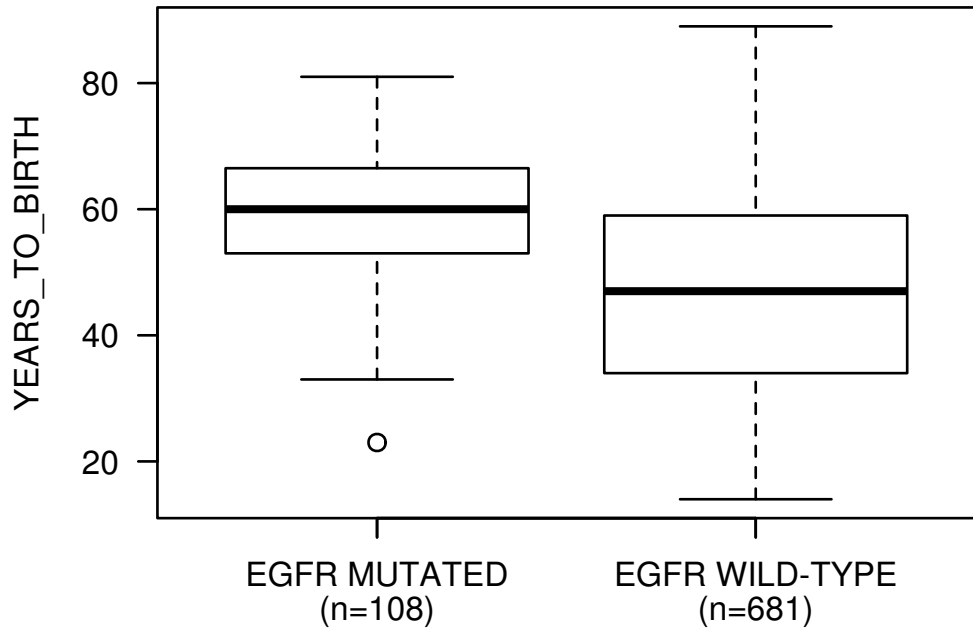 YEARS_TO_BIRTH
80
60
40
20
EGFR MUTATED
(n=108)
EGFR WILD-TYPE
(n=681)